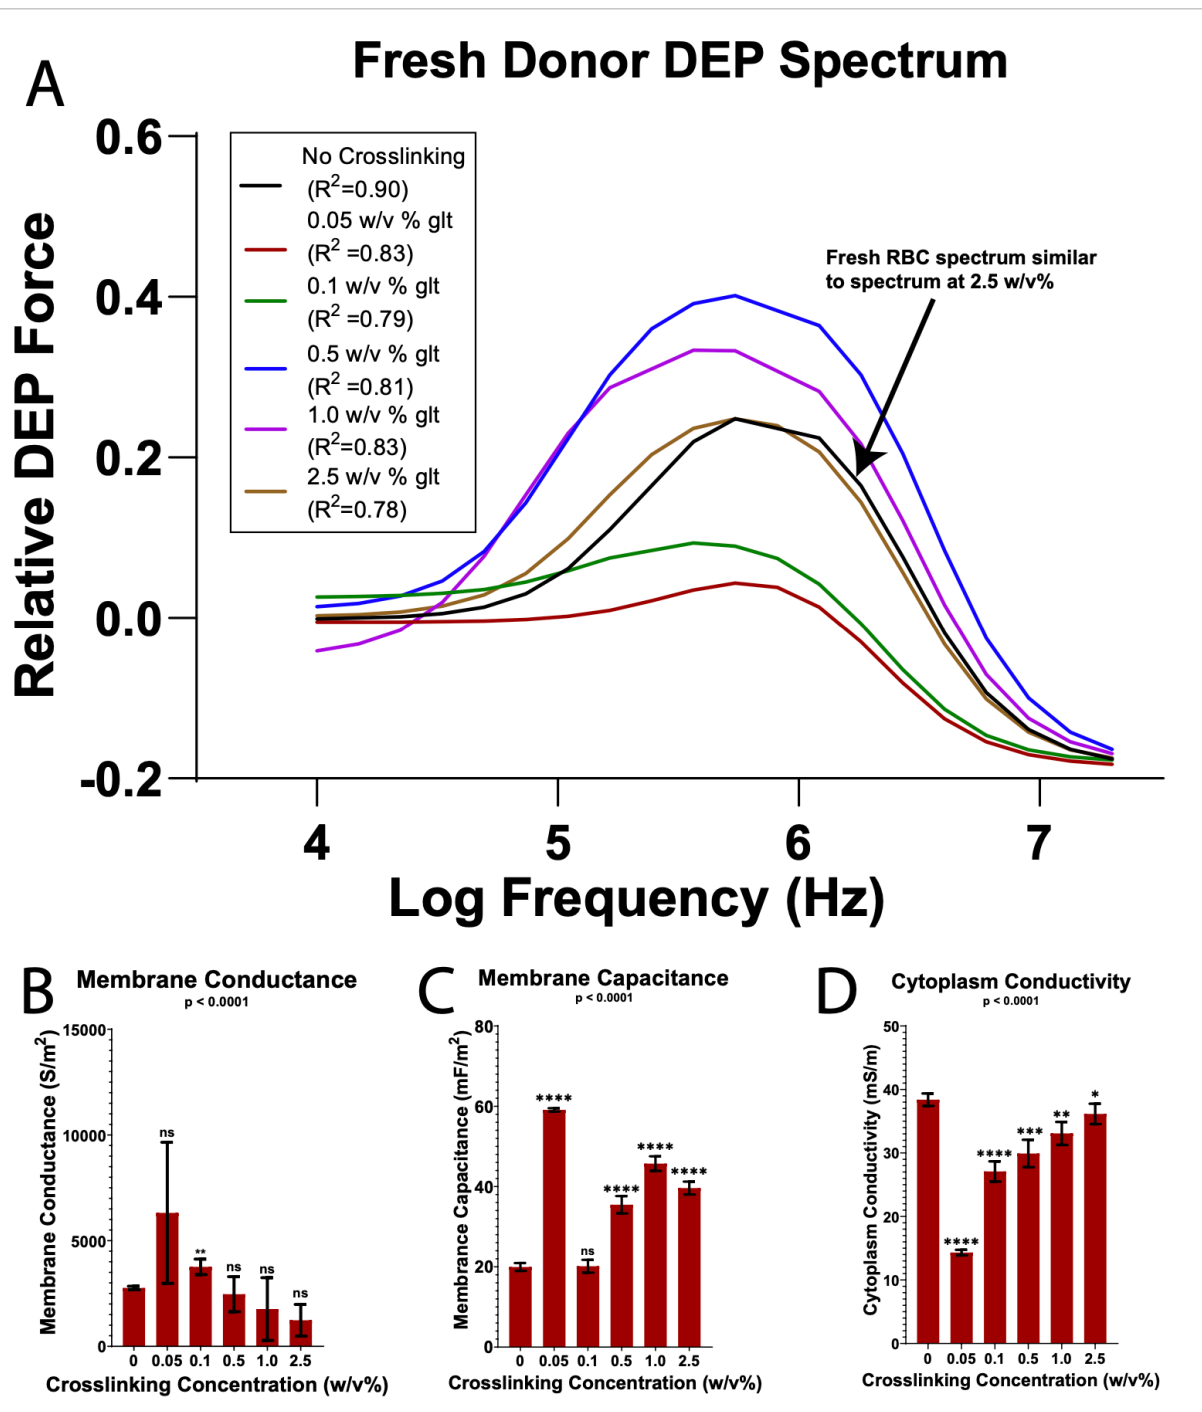 A
Fresh Donor DEP Spectrum
Relative DEP Force
0.6
0.4
0.2
0.0
-0.2
No Crosslinking
(R²=0.90)
0.05 w/v % glt
(R² =0.83)
0.1 w/v % glt
(R² =0.79)
0.5 w/v % glt
(R² =0.81)
1.0 w/v % glt
(R²=0.83)
2.5 w/v % glt
(R²=0.78)
Fresh RBC spectrum similar
to spectrum at 2.5 w/v%
4 5 6 7
Log Frequency (Hz)
B
Membrane Conductance
p < 0.0001
Membrane Conductance (S/m²)
15000
10000
5000
0
ns
**
ns
ns
ns
0 0.05 0.1 0.5 1.0 2.5
Crosslinking Concentration (w/v%)
C
Membrane Capacitance
p < 0.0001
Membrance Capacitance (mF/m²)
80
60
40
20
0
****
ns
****
****
****
0 0.05 0.1 0.5 1.0 2.5
Crosslinking Concentration (w/v%)
D
Cytoplasm Conductivity
p < 0.0001
Cytoplasm Conductivity (mS/m)
50
40
30
20
10
0
****
****
***
**
*
0 0.05 0.1 0.5 1.0 2.5
Crosslinking Concentration (w/v%)